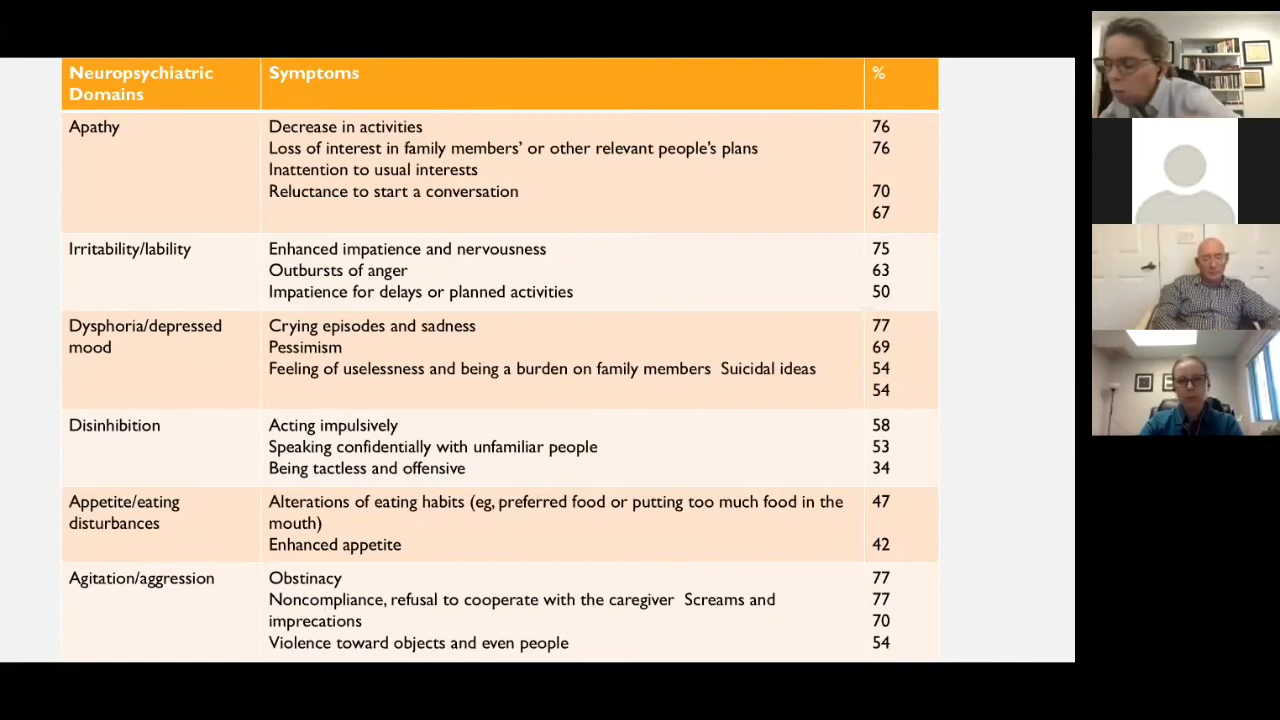 Neuropsychiatric Domains Symptoms %
Apathy Decrease in activities 76
Loss of interest in family members' or other relevant people's plans 76
Inattention to usual interests
Reluctance to start a conversation 70
67
Irritability/lability Enhanced impatience and nervousness 75
Outbursts of anger 63
Impatience for delays or planned activities 50
Dysphoria/depressed mood Crying episodes and sadness 77
Pessimism 69
Feeling of uselessness and being a burden on family members Suicidal ideas 54
54
Disinhibition Acting impulsively 58
Speaking confidentially with unfamiliar people 53
Being tactless and offensive 34
Appetite/eating disturbances Alterations of eating habits (eg, preferred food or putting too much food in the 47
mouth)
Enhanced appetite 42
Agitation/aggression Obstinacy 77
Noncompliance, refusal to cooperate with the caregiver Screams and 77
imprecations 70
Violence toward objects and even people 54